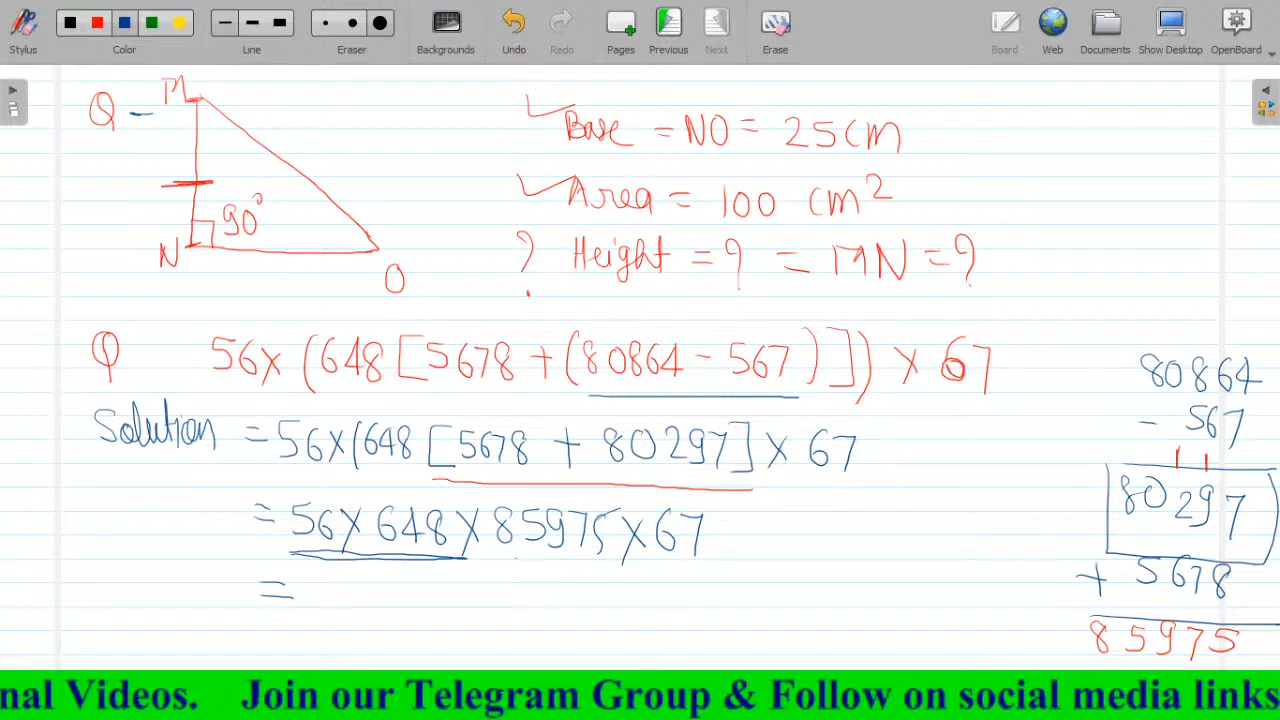 Stylus
Color
Line
Eraser
Backgrounds
Undo
Redo
Pages
Previous
Next
Erase
Board
Web
Documents
Show Desktop
OpenBoard
Q - M
90°
N
O
Base = NO = 25cm
Area = 100 cm²
? Height = ? = MN = ?
Q 56x (648 [5678 + (80864 - 567)]) x 67
Solution = 56x(648 [5678 + 80297] x 67
= 56 x 648 x 85975 x 67
=
80864
- 567
1 1
80297
+ 5678
85975
nal Videos. Join our Telegram Group & Follow on social media links